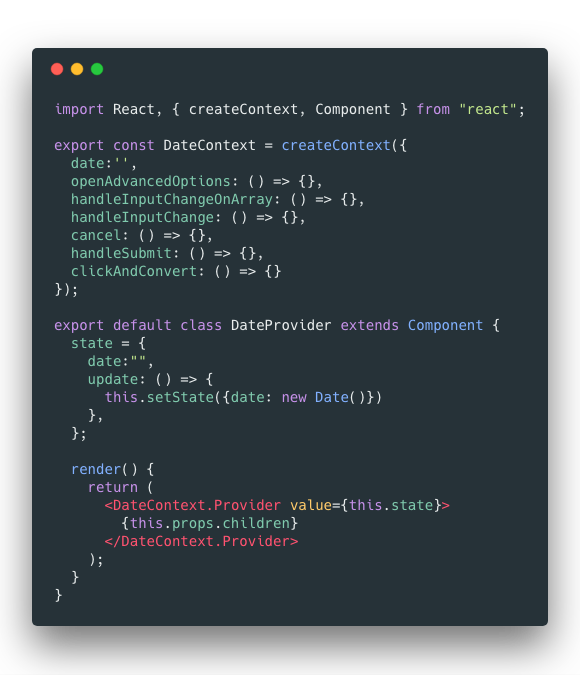 import React, { createContext, Component } from "react";

export const DateContext = createContext({
  date:'',
  openAdvancedOptions: () => {},
  handleInputChangeOnArray: () => {},
  handleInputChange: () => {},
  cancel: () => {},
  handleSubmit: () => {},
  clickAndConvert: () => {}
});

export default class DateProvider extends Component {
  state = {
    date:"",
    update: () => {
      this.setState({date: new Date()})
    },
  };

  render() {
    return (
      <DateContext.Provider value={this.state}>
        {this.props.children}
      </DateContext.Provider>
    );
  }
}